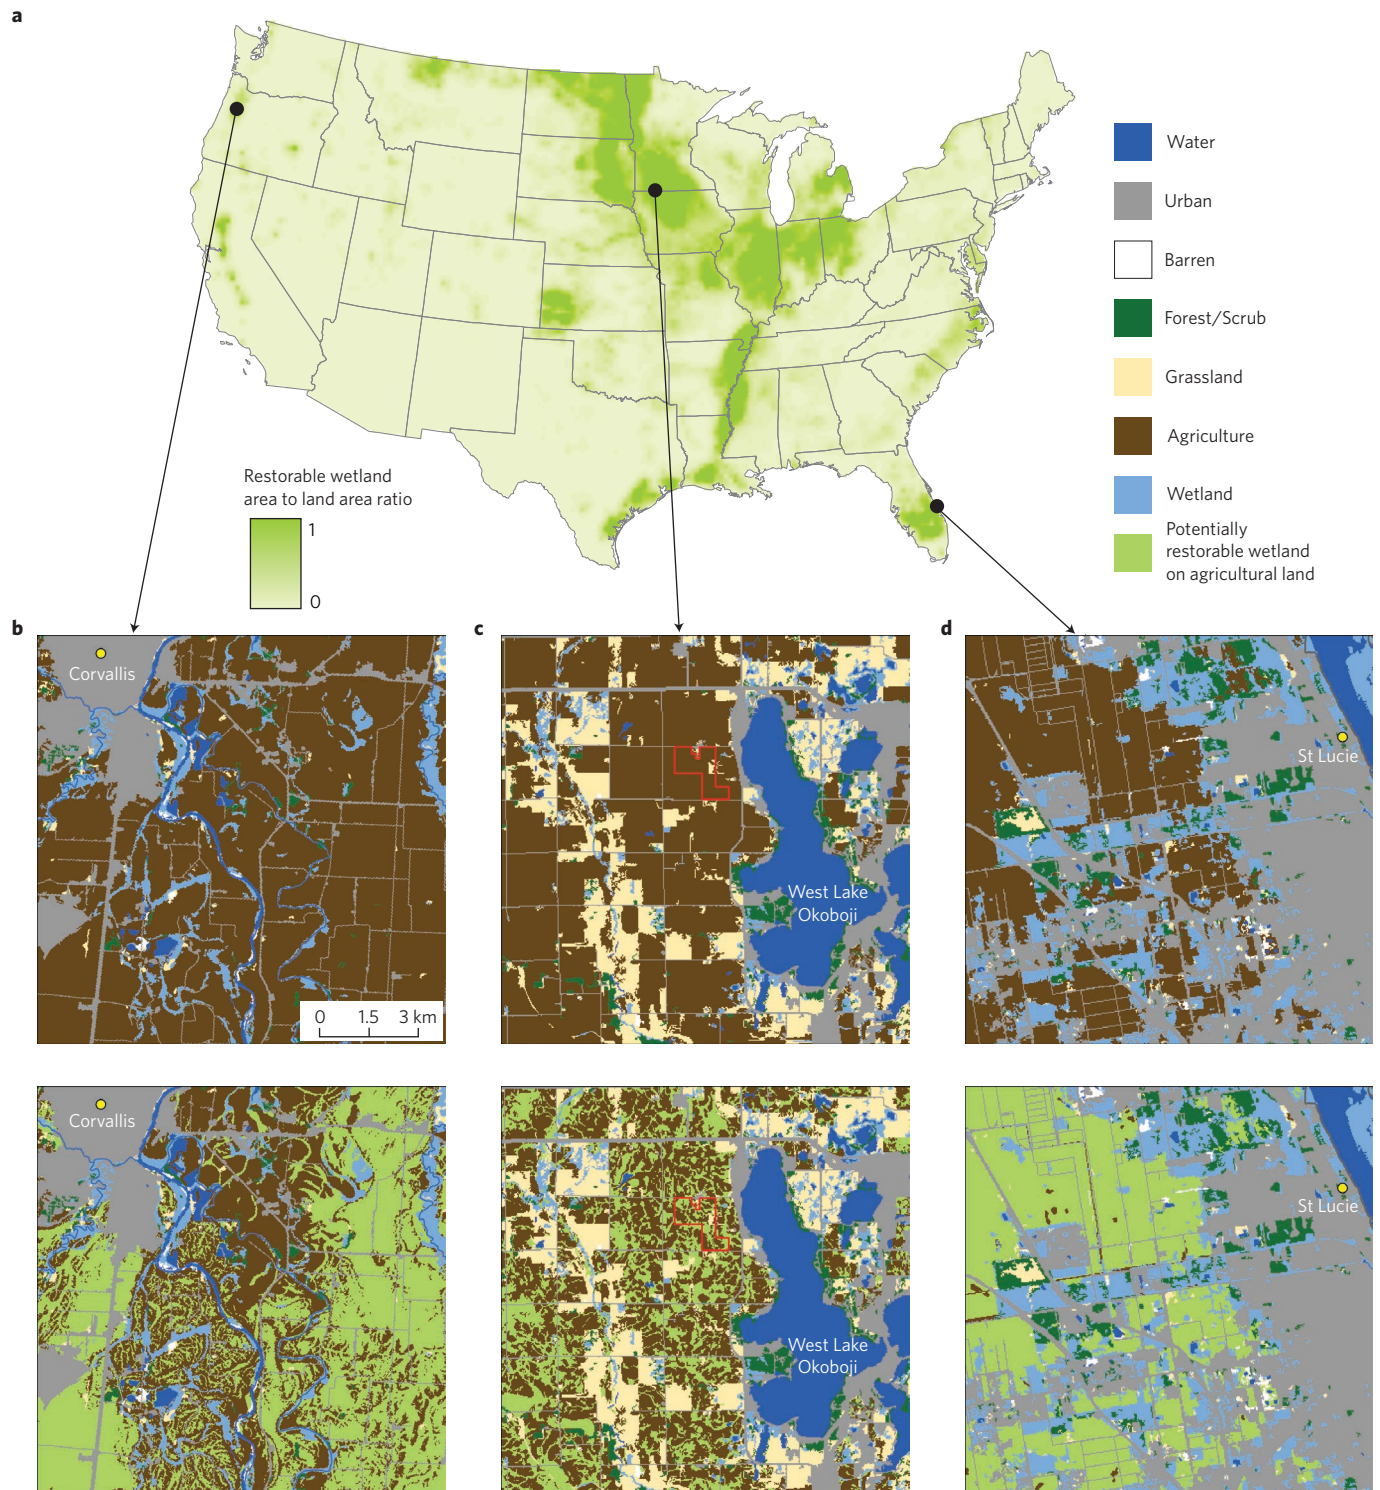 a
Water
Urban
Barren
Forest/Scrub
Grassland
Agriculture
Wetland
Potentially
restorable wetland
on agricultural land
Restorable wetland
area to land area ratio
1
0
b
Corvallis
0 1.5 3 km
c
West Lake
Okoboji
d
St Lucie
Corvallis
West Lake
Okoboji
St Lucie